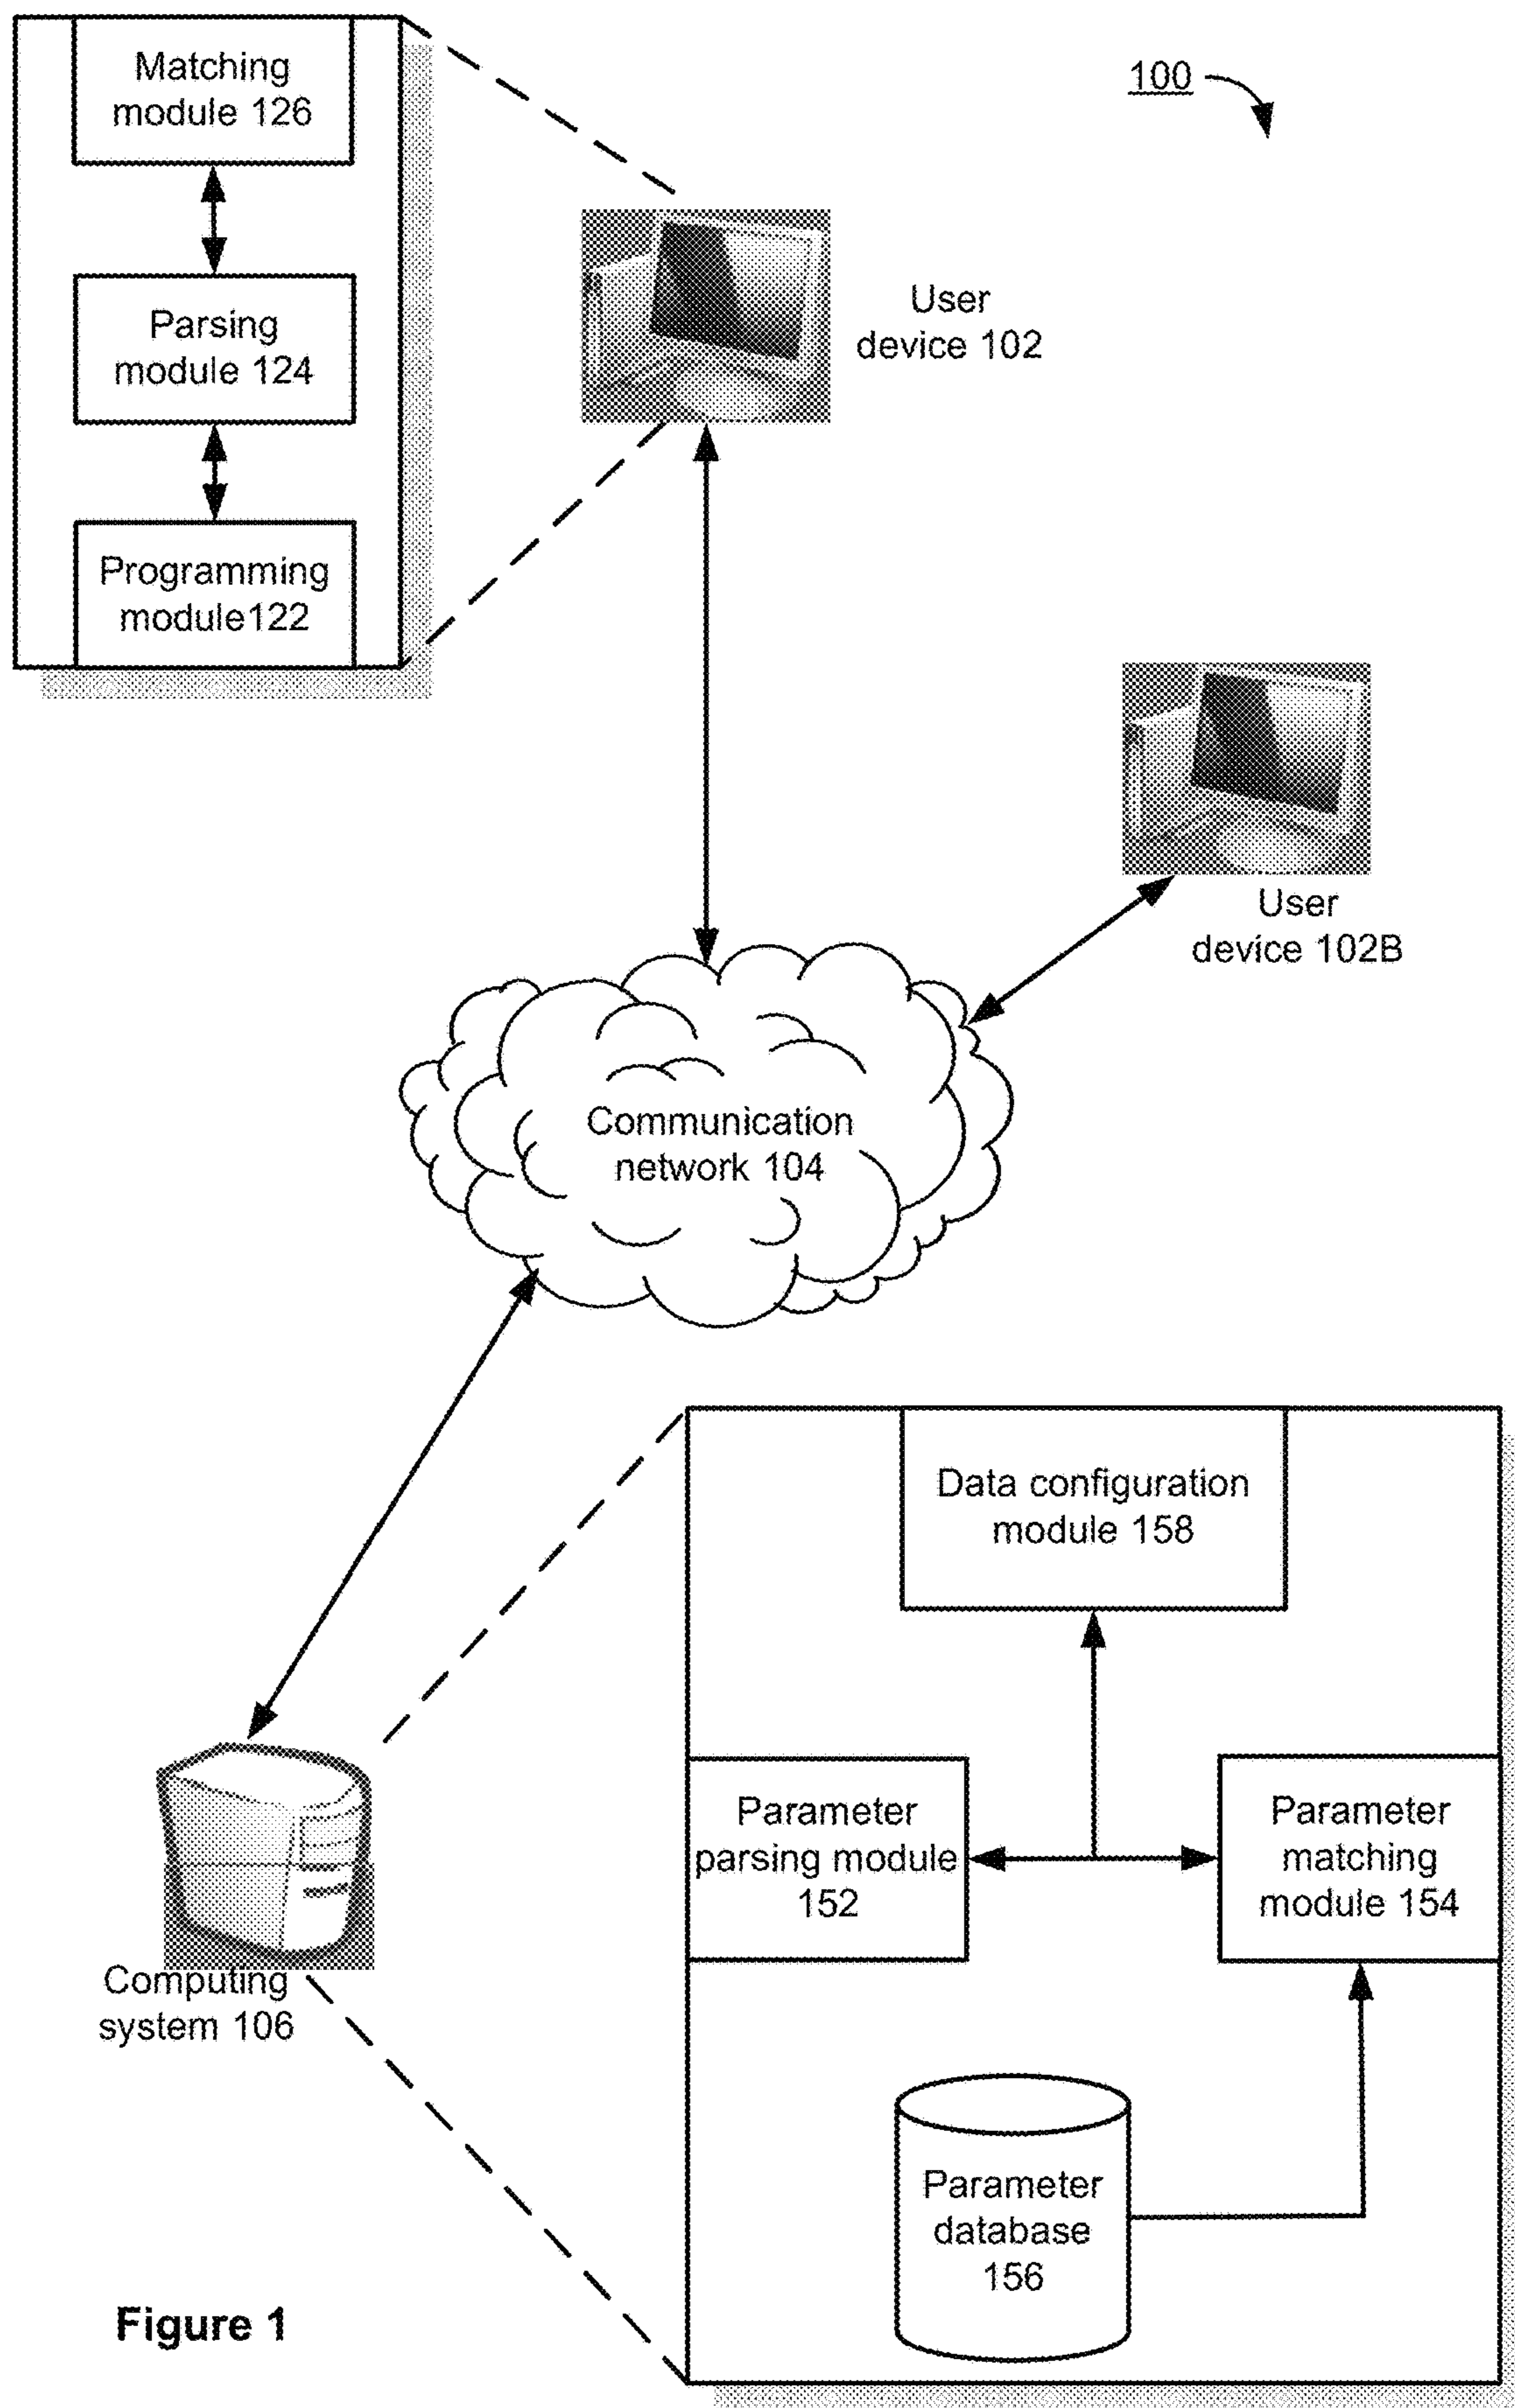 Matching
module 126
100
Parsing
module 124
User
device 102
Programming
module122
User
device 102B
Communication
network 104
Data configuration
module 158
Parameter
parsing module
152
Parameter
matching
module 154
Computing
system 106
Parameter
database
156
Figure 1